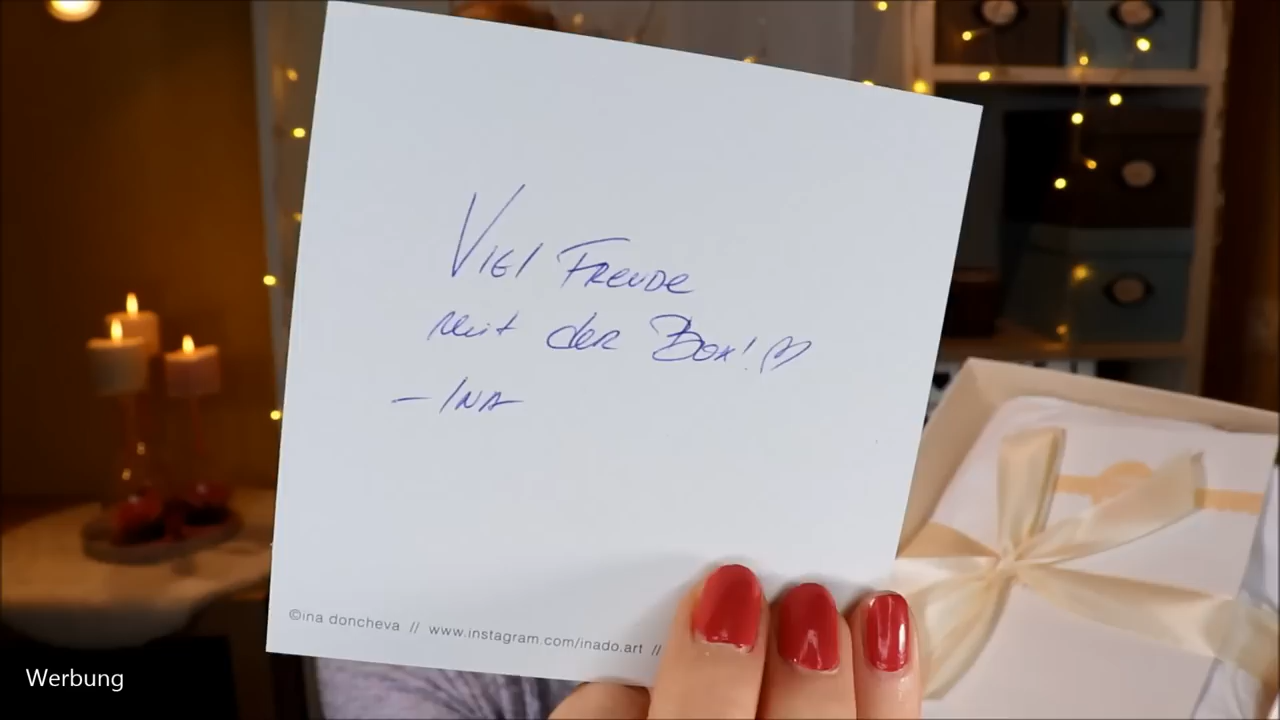 Viel Freude
mit der Box! ♡
- INA
©ina doncheva // www.instagram.com/inado.art //
Werbung